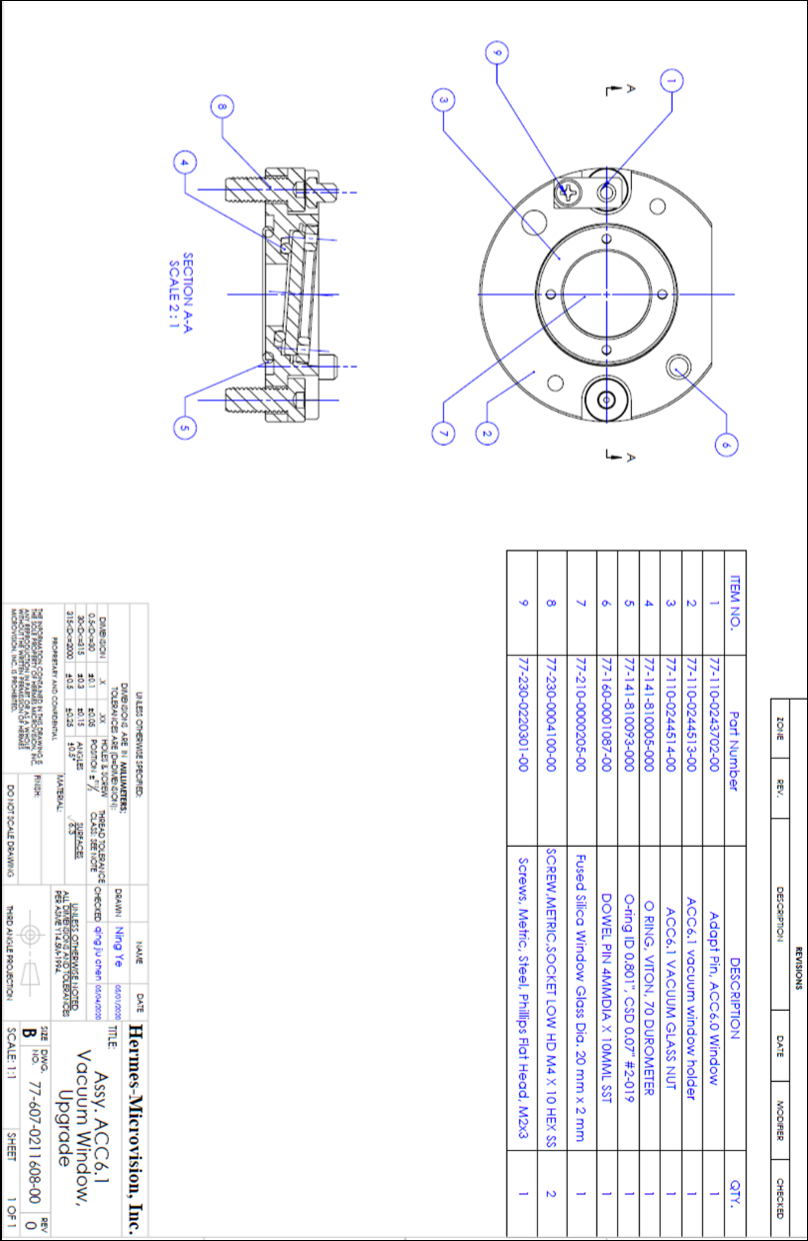 REVISIONS
ZONE REV. DESCRIPTION DATE MODIFIER CHECKED
ITEM NO. Part Number DESCRIPTION QTY.
1 77-110-0243702-00 Adapt Pin, ACC6.0 Window 1
2 77-110-0244513-00 ACC6.1 vacuum window holder 1
3 77-110-0244514-00 ACC6.1 VACUUM GLASS NUT 1
4 77-141-810005-000 O RING, VITON, 70 DUROMETER 1
5 77-141-810093-000 O-ring ID 0.801", CSD 0.07" #2-019 1
6 77-160-0001087-00 DOWEL PIN 4MMDIA X 10MML SST 1
7 77-210-0000205-00 Fused Silica Window Glass Dia. 20 mm x 2 mm 1
8 77-230-0004100-00 SCREW,METRIC,SOCKET LOW HD M4 X 10 HEX SS 2
9 77-230-0220301-00 Screws, Metric, Steel, Phillips Flat Head, M2x3 1
A A
1
9
3
6
2
7
8
4
5
SECTION A-A
SCALE 2 : 1
UNLESS OTHERWISE SPECIFIED:
DIMENSIONS ARE IN MILLIMETERS:
TOLERANCES ARE (D=DIMENSION):
DIMENSION .X .XX HOLES & SCREW THREAD TOLERANCE
0.5<D<=30 ±0.1 ±0.05 POSITION ± CLASS: SEE NOTE
30<D<=315 ±0.3 ±0.15 ANGLES SURFACES
315<D<=2000 ±0.5 ±0.25 ±0.5° 6.3
PROPRIETARY AND CONFIDENTIAL
THE INFORMATION CONTAINED IN THIS DRAWING IS
THE SOLE PROPERTY OF HERMES MICROVISION, INC.
ANY REPRODUCTION IN PART OR AS A WHOLE
WITHOUT THE WRITTEN PERMISSION OF HERMES
MICROVISION, INC. IS PROHIBITED.
MATERIAL:
FINISH:
DO NOT SCALE DRAWING
NAME DATE
DRAWN Ning Ye 05/01/2020
CHECKED qing ju chen 05/04/2020
UNLESS OTHERWISE NOTED
ALL DIMENSIONS AND TOLERANCES
PER ASME Y14.5M-1994.
THIRD ANGLE PROJECTION
Hermes-Microvision, Inc.
TITLE:
Assy. ACC6.1
Vacuum Window,
Upgrade
SIZE DWG. NO. REV
B 77-607-0211608-00 0
SCALE: 1:1 SHEET 1 OF 1